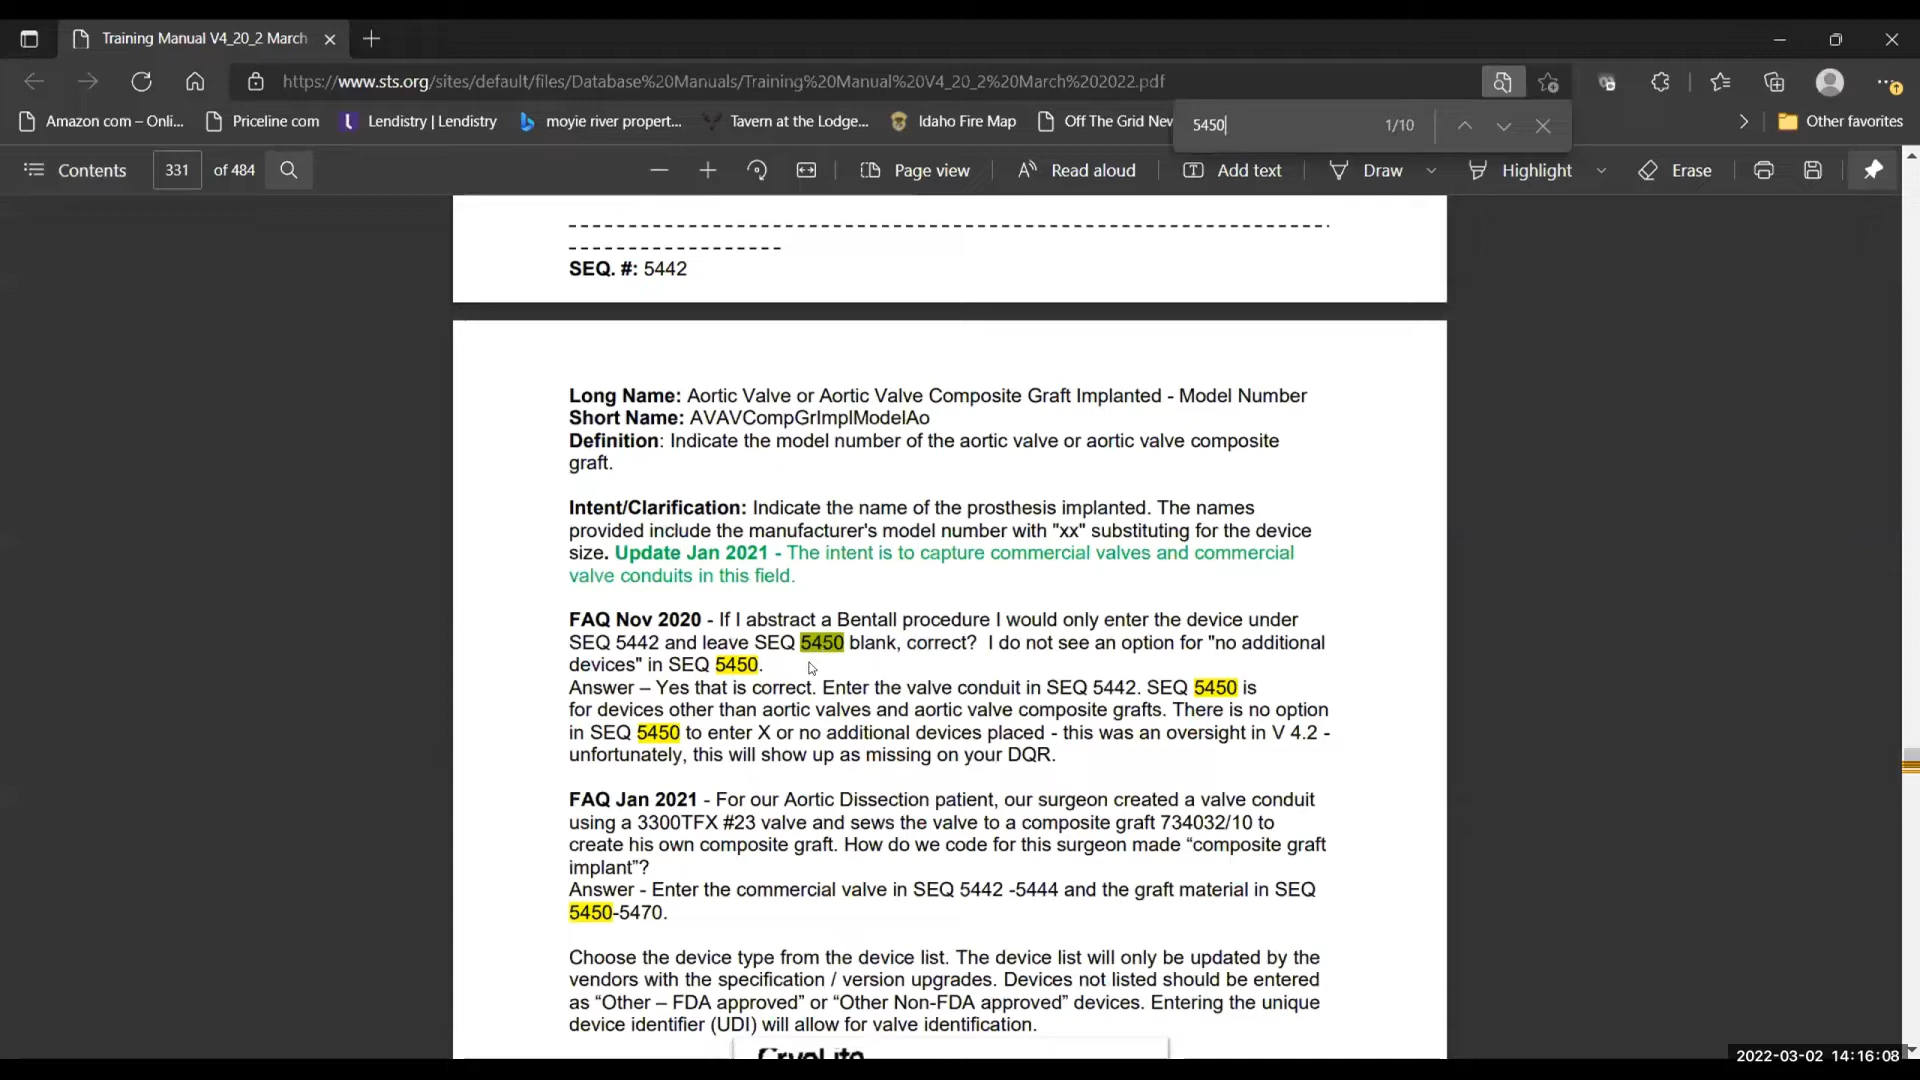 Training Manual V4_20_2 March
https://www.sts.org/sites/default/files/Database%20Manuals/Training%20Manual%20V4_20_2%20March%202022.pdf
Amazon com – Onli...
Priceline com
Lendistry | Lendistry
moyie river propert...
Tavern at the Lodge...
Idaho Fire Map
Off The Grid New
5450
1/10
Other favorites
Contents
331
of 484
Page view
Read aloud
Add text
Draw
Highlight
Erase
SEQ. #: 5442
Long Name: Aortic Valve or Aortic Valve Composite Graft Implanted - Model Number
Short Name: AVAVCompGrImplModelAo
Definition: Indicate the model number of the aortic valve or aortic valve composite
graft.
Intent/Clarification: Indicate the name of the prosthesis implanted. The names
provided include the manufacturer's model number with "xx" substituting for the device
size. Update Jan 2021 - The intent is to capture commercial valves and commercial
valve conduits in this field.
FAQ Nov 2020 - If I abstract a Bentall procedure I would only enter the device under
SEQ 5442 and leave SEQ 5450 blank, correct?  I do not see an option for "no additional
devices" in SEQ 5450.
Answer – Yes that is correct. Enter the valve conduit in SEQ 5442. SEQ 5450 is
for devices other than aortic valves and aortic valve composite grafts. There is no option
in SEQ 5450 to enter X or no additional devices placed - this was an oversight in V 4.2 -
unfortunately, this will show up as missing on your DQR.
FAQ Jan 2021 - For our Aortic Dissection patient, our surgeon created a valve conduit
using a 3300TFX #23 valve and sews the valve to a composite graft 734032/10 to
create his own composite graft. How do we code for this surgeon made “composite graft
implant”?
Answer - Enter the commercial valve in SEQ 5442 -5444 and the graft material in SEQ
5450-5470.
Choose the device type from the device list. The device list will only be updated by the
vendors with the specification / version upgrades. Devices not listed should be entered
as “Other – FDA approved” or “Other Non-FDA approved” devices. Entering the unique
device identifier (UDI) will allow for valve identification.
2022-03-02 14:16:08